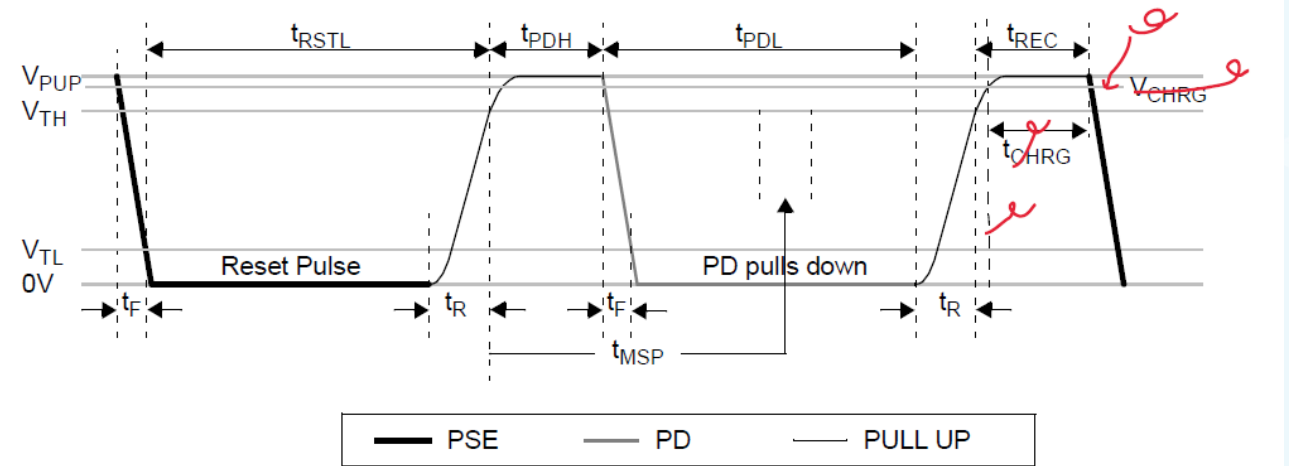 tRSTL tPDH tPDL tREC
VPUP
VCHRG
VTH
tCHRG
VTL
Reset Pulse PD pulls down
0V
tF tR tF tR
tMSP
PSE PD PULL UP